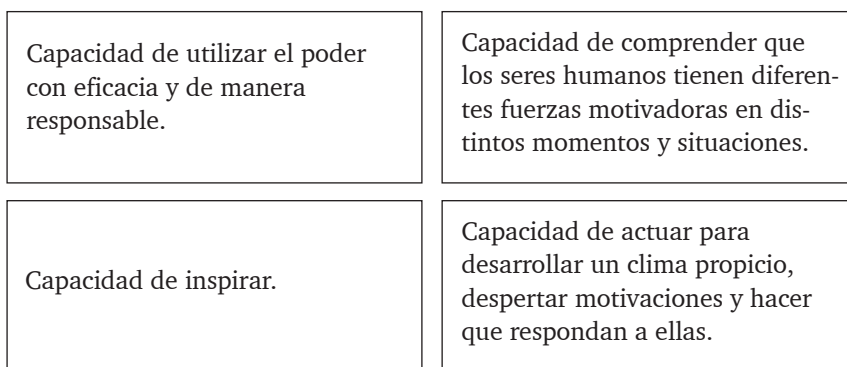 Capacidad de utilizar el poder
con eficacia y de manera
responsable.
Capacidad de comprender que
los seres humanos tienen diferen-
tes fuerzas motivadoras en dis-
tintos momentos y situaciones.
Capacidad de inspirar.
Capacidad de actuar para
desarrollar un clima propicio,
despertar motivaciones y hacer
que respondan a ellas.